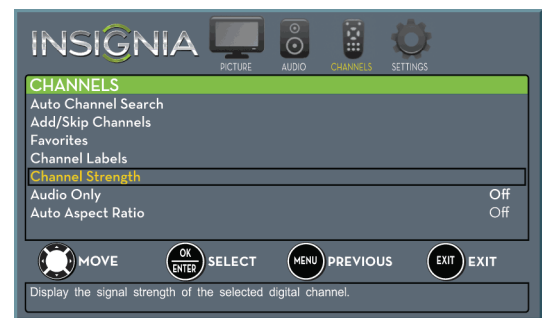 INSIGNIA
PICTURE AUDIO CHANNELS SETTINGS
CHANNELS
Auto Channel Search
Add/Skip Channels
Favorites
Channel Labels
Channel Strength
Audio Only Off
Auto Aspect Ratio Off
MOVE OK ENTER SELECT MENU PREVIOUS EXIT EXIT
Display the signal strength of the selected digital channel.